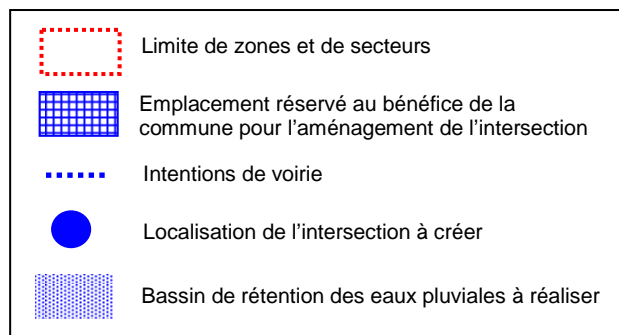 Limite de zones et de secteurs
Emplacement réservé au bénéfice de la
commune pour l'aménagement de l'intersection
Intentions de voirie
Localisation de l'intersection à créer
Bassin de rétention des eaux pluviales à réaliser